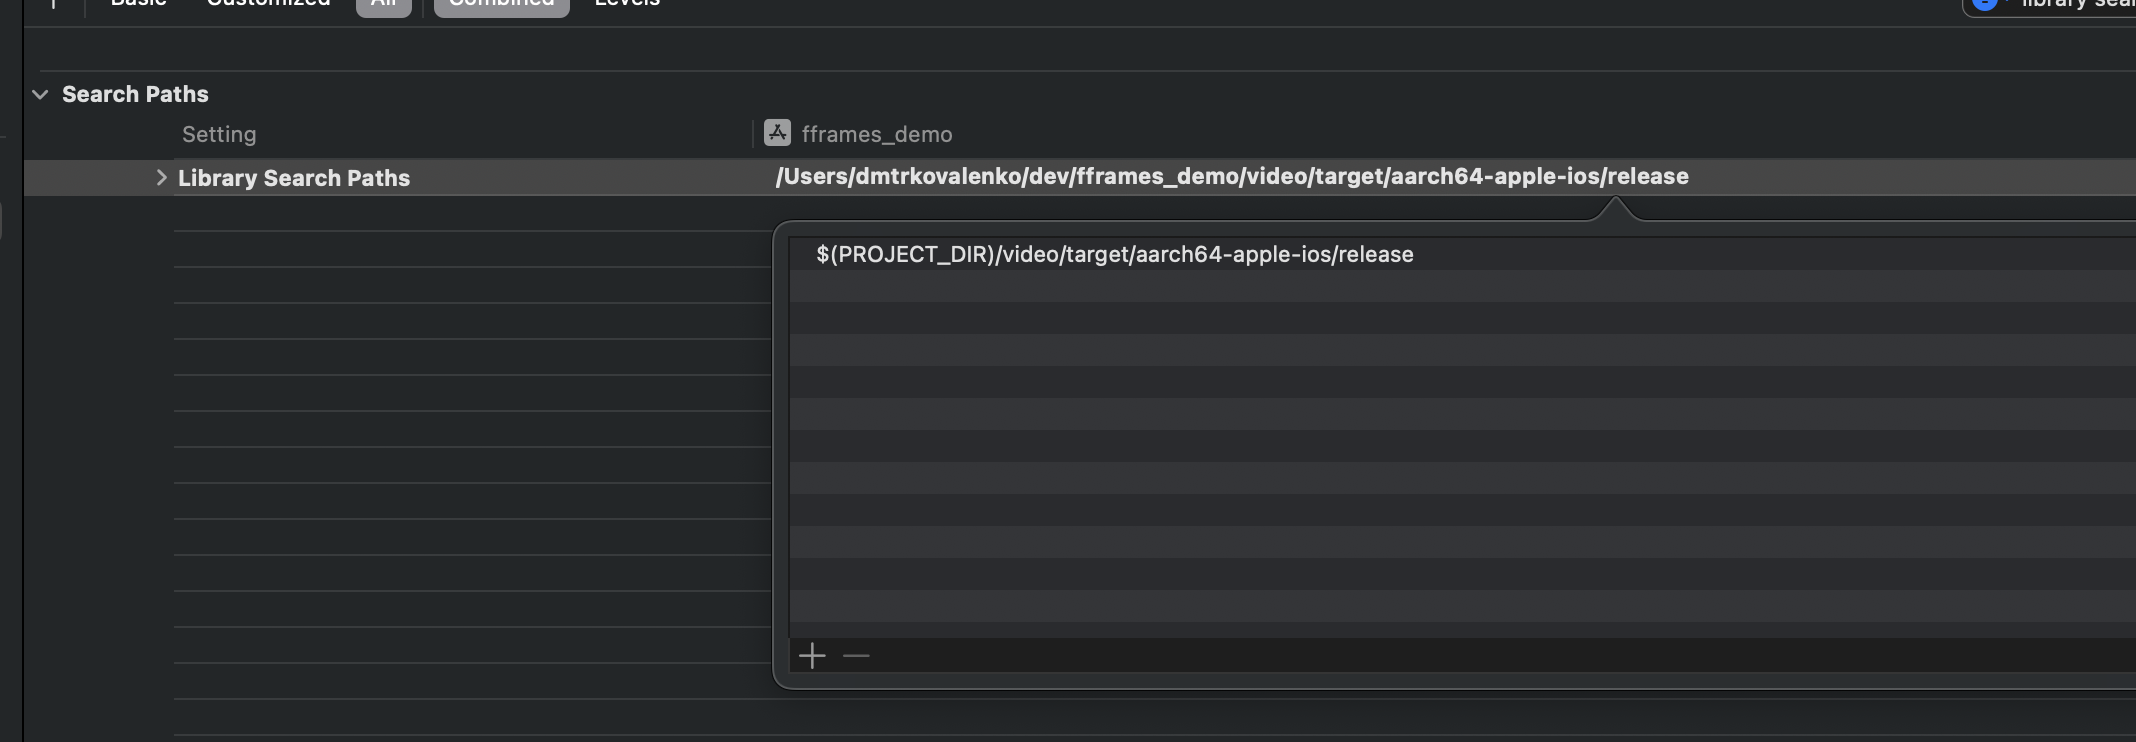 Basic Customized All Combined Levels library sear
Search Paths
Setting fframes_demo
Library Search Paths /Users/dmtrkovalenko/dev/fframes_demo/video/target/aarch64-apple-ios/release
$(PROJECT_DIR)/video/target/aarch64-apple-ios/release